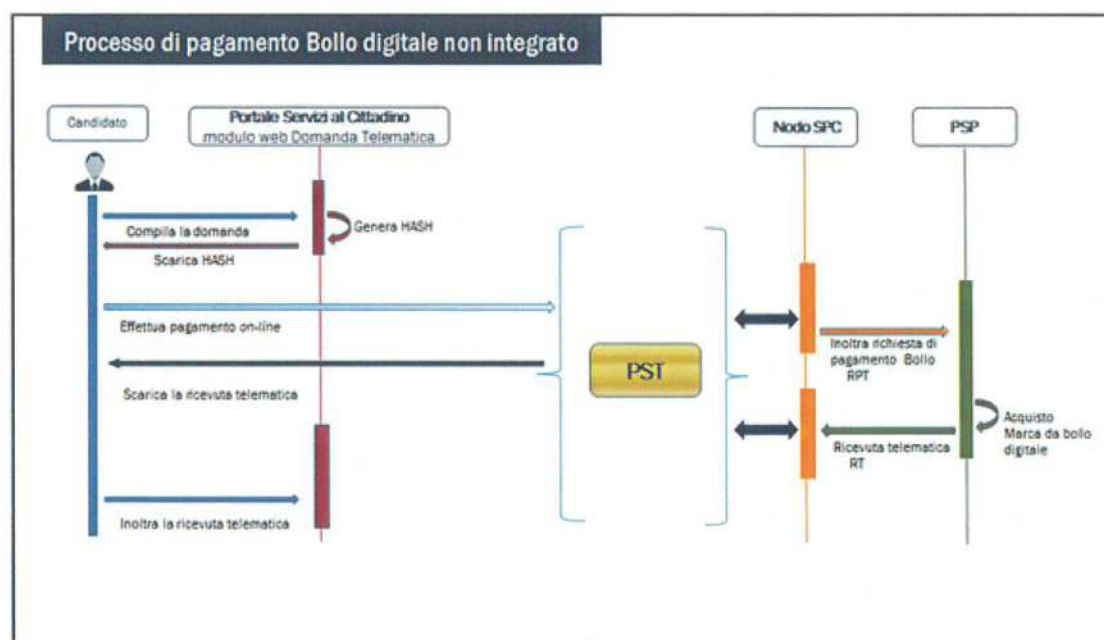 Processo di pagamento Bollo digitale non integrato
Candidato
Portale Servizi al Cittadino
modulo web Domanda Telematica
Nodo SPC
PSP
Compila la domanda
Genera HASH
Scarica HASH
Effettua pagamento on-line
PST
Inoltra richiesta di
pagamento Bollo
RPT
Scarica la ricevuta telematica
Acquisto
Marca da bollo
digitale
Ricevuta telematica
RT
Inoltra la ricevuta telematica